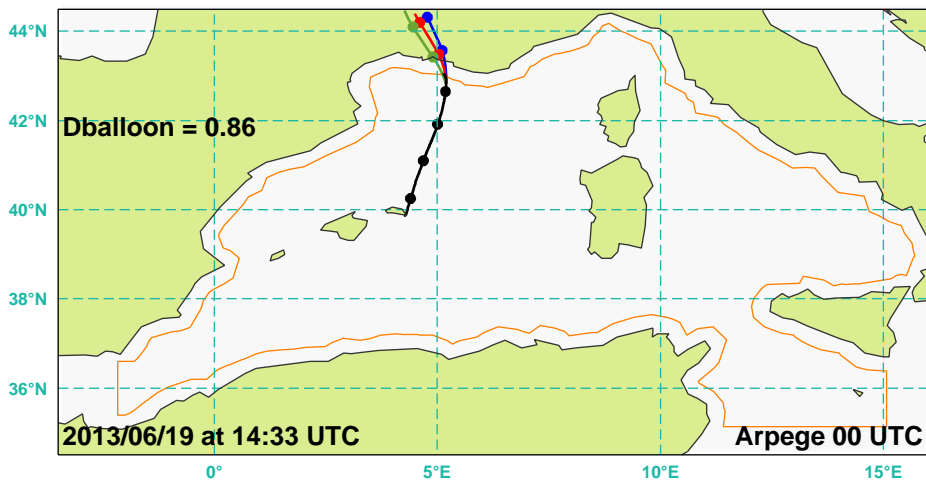 44°N
42°N
Dballoon = 0.86
40°N
38°N
36°N
2013/06/19 at 14:33 UTC
Arpege 00 UTC
0°
5°E
10°E
15°E